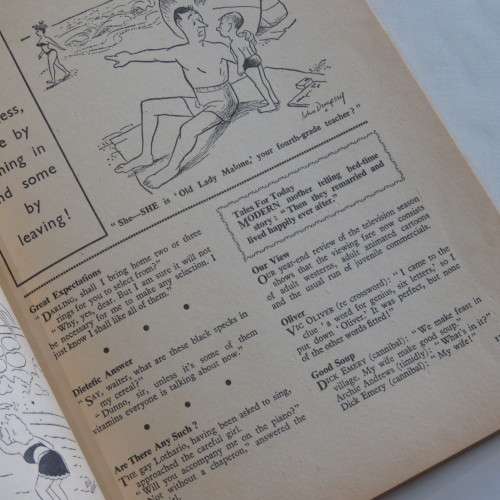 ess,
e by
hing in
nd some
by
leaving!
John Dempsey
"She—SHE is 'Old Lady Malone,' your fourth-grade teacher?"
Great Expectations
"DARLING, shall I bring home two or three
rings for you to select from?"
"Why, yes, dear. But I am sure it will not
be necessary for me to make any selection. I
just know I shall like all of them."
Dietetic Answer
"SAY, waiter, what are these black specks in
my cereal?"
"Dunno, sir, unless it's some of them
vitamins everyone is talking about now."
Are There Any Such?
THE gay Lothario, having been asked to sing,
approached the careful girl.
"Will you accompany me on the piano?"
"Not without a chaperon," answered the
Tales For Today
MODERN mother telling bed-time
story: "Then they remarried and
lived happily ever after."
Our View
OUR year-end review of the television season
shows that the viewing fare now consists
of adult westerns, adult animated cartoons
and the usual run of juvenile commercials.
Oliver
VIC OLIVER (re crossword): "I came to the
clue 'a word for genius, six letters,' so I
put down 'Oliver.' It was perfect, but none
of the other words fitted!"
Good Soup
DICK EMERY (cannibal): "We make feast in
village. My wife make good soup."
Archie Andrews (timidly): "What's in it?"
Dick Emery (cannibal): "My wife!"